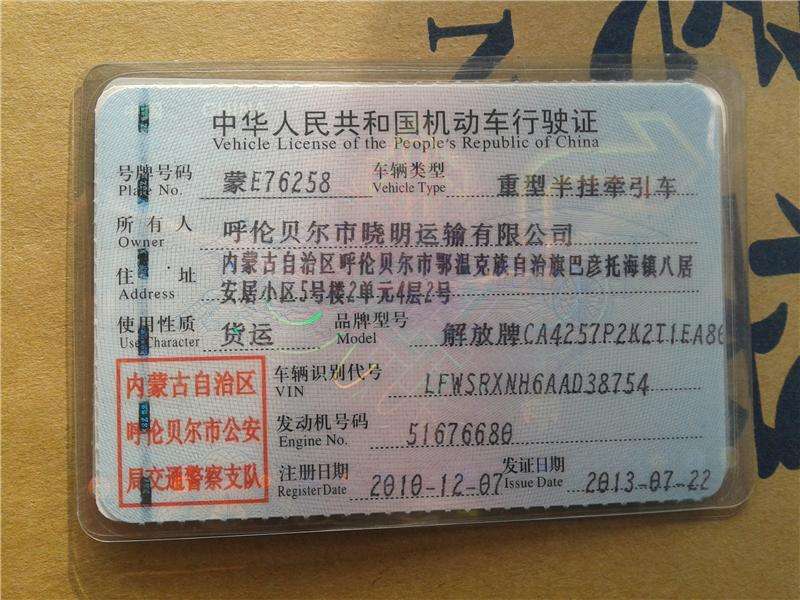 中华人民共和国机动车行驶证
Vehicle License of the People's Republic of China
号牌号码 蒙E76258 车辆类型 重型半挂牵引车
Plate No. Vehicle Type
所有人 呼伦贝尔市晓明运输有限公司
Owner
住址 内蒙古自治区呼伦贝尔市鄂温克族自治旗巴彦托海镇八居
Address 安居小区5号楼2单元4层2号
使用性质 货运 品牌型号 解放牌CA4257P2K2T1EA80
Use Character Model
车辆识别代号 LFWSRXNH6AAD38754
VIN
发动机号码 51676680
Engine No.
注册日期 2010-12-07 发证日期 2013-07-22
Register Date Issue Date
内蒙古自治区
呼伦贝尔市公安
局交通警察支队